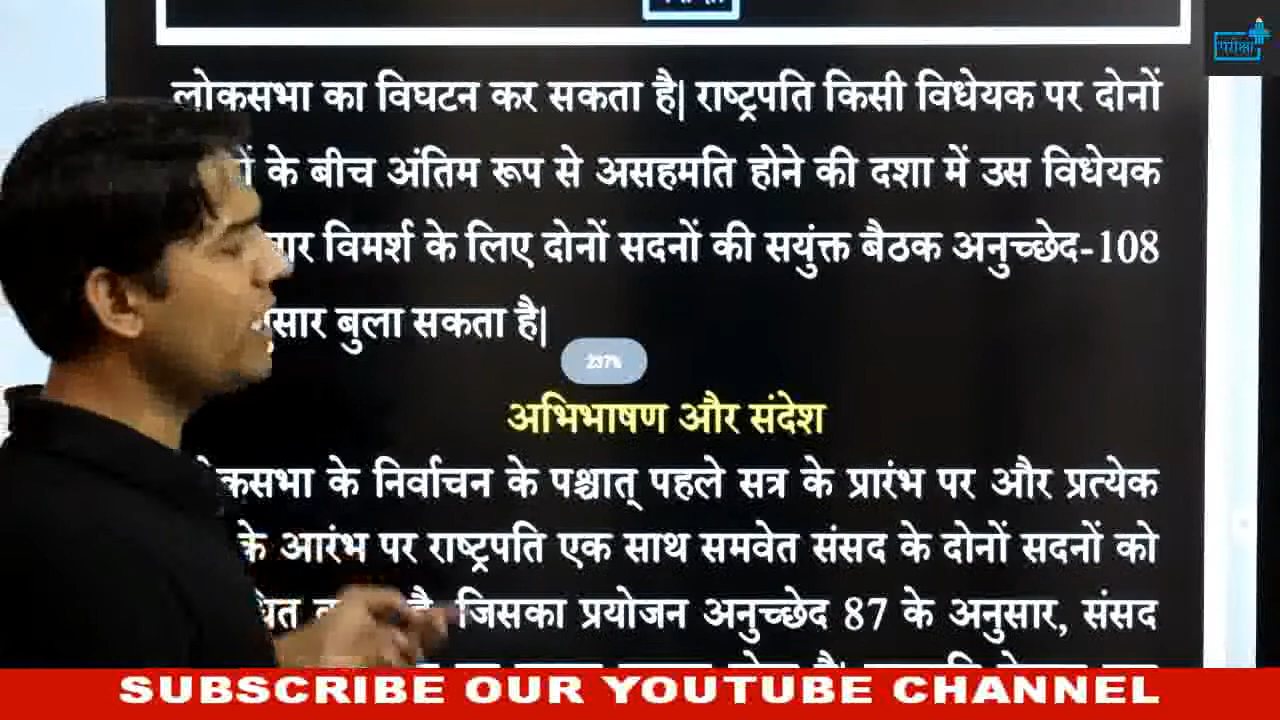 परीक्षा
लोकसभा का विघटन कर सकता है| राष्ट्रपति किसी विधेयक पर दोनों
के बीच अंतिम रूप से असहमति होने की दशा में उस विधेयक
विमर्श के लिए दोनों सदनों की सयुंक्त बैठक अनुच्छेद-108
बुला सकता है|
237%
अभिभाषण और संदेश
के निर्वाचन के पश्चात् पहले सत्र के प्रारंभ पर और प्रत्येक
के आरंभ पर राष्ट्रपति एक साथ समवेत संसद के दोनों सदनों को
जिसका प्रयोजन अनुच्छेद 87 के अनुसार, संसद
SUBSCRIBE OUR YOUTUBE CHANNEL